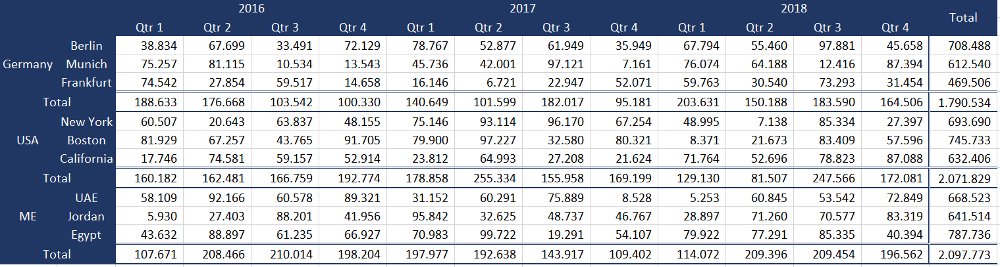 2016 2017 2018 Total
Qtr 1 Qtr 2 Qtr 3 Qtr 4 Qtr 1 Qtr 2 Qtr 3 Qtr 4 Qtr 1 Qtr 2 Qtr 3 Qtr 4
Berlin 38.834 67.699 33.491 72.129 78.767 52.877 61.949 35.949 67.794 55.460 97.881 45.658 708.488
Germany Munich 75.257 81.115 10.534 13.543 45.736 42.001 97.121 7.161 76.074 64.188 12.416 87.394 612.540
Frankfurt 74.542 27.854 59.517 14.658 16.146 6.721 22.947 52.071 59.763 30.540 73.293 31.454 469.506
Total 188.633 176.668 103.542 100.330 140.649 101.599 182.017 95.181 203.631 150.188 183.590 164.506 1.790.534
New York 60.507 20.643 63.837 48.155 75.146 93.114 96.170 67.254 48.995 7.138 85.334 27.397 693.690
USA Boston 81.929 67.257 43.765 91.705 79.900 97.227 32.580 80.321 8.371 21.673 83.409 57.596 745.733
California 17.746 74.581 59.157 52.914 23.812 64.993 27.208 21.624 71.764 52.696 78.823 87.088 632.406
Total 160.182 162.481 166.759 192.774 178.858 255.334 155.958 169.199 129.130 81.507 247.566 172.081 2.071.829
UAE 58.109 92.166 60.578 89.321 31.152 60.291 75.889 8.528 5.253 60.845 53.542 72.849 668.523
ME Jordan 5.930 27.403 88.201 41.956 95.842 32.625 48.737 46.767 28.897 71.260 70.577 83.319 641.514
Egypt 43.632 88.897 61.235 66.927 70.983 99.722 19.291 54.107 79.922 77.291 85.335 40.394 787.736
Total 107.671 208.466 210.014 198.204 197.977 192.638 143.917 109.402 114.072 209.396 209.454 196.562 2.097.773